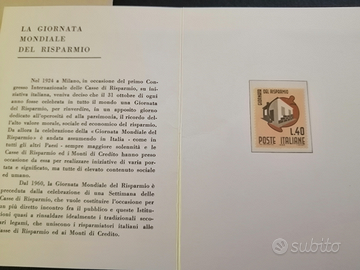 LA GIORNATA
MONDIALE
DEL RISPARMIO
Nel 1924 a Milano, in occasione del primo Con-
gresso Internazionale delle Casse di Risparmio, su ini-
ziativa italiana, veniva deciso che il 31 ottobre di ogni
anno fosse celebrata in tutto il mondo una Giornata
del Risparmio, per rinverdire, in un apposito giorno
dedicato all'operosità ed alla parsimonia, il ricordo del-
l'alto valore morale, sociale ed economico del risparmio.
Da allora la celebrazione della «Giornata Mondiale del
Risparmio» è andata assumendo in Italia - come in
tutti gli altri Paesi - sempre maggiore solennità e le
Casse di Risparmio ed i Monti di Credito hanno preso
occasione da essa per realizzare iniziative di varia por-
tata e significato, ma tutte di elevato contenuto sociale
ed umano.
Dal 1960, la Giornata Mondiale del Risparmio è
preceduta dalla celebrazione di una Settimana delle
Casse di Risparmio, che vuole costituire l'occasione per
un più diretto incontro fra il pubblico e queste Istitu-
zioni quasi a rinsaldare idealmente i tradizionali seco-
lari legami, che uniscono i risparmiatori italiani alle
Casse di Risparmio ed ai Monti di Credito.
GIORNATA
DEL RISPARMIO
L.40
POSTE ITALIANE
subito